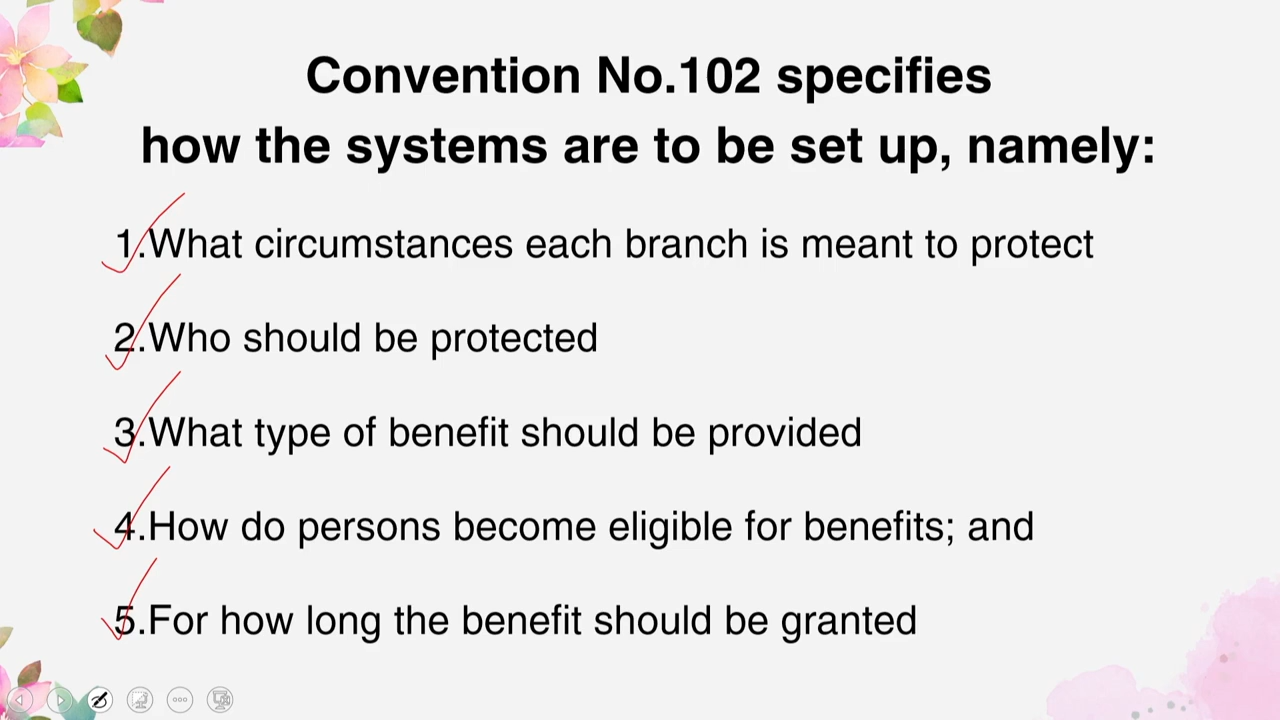 Convention No.102 specifies
how the systems are to be set up, namely:
1.What circumstances each branch is meant to protect
2.Who should be protected
3.What type of benefit should be provided
4.How do persons become eligible for benefits; and
5.For how long the benefit should be granted